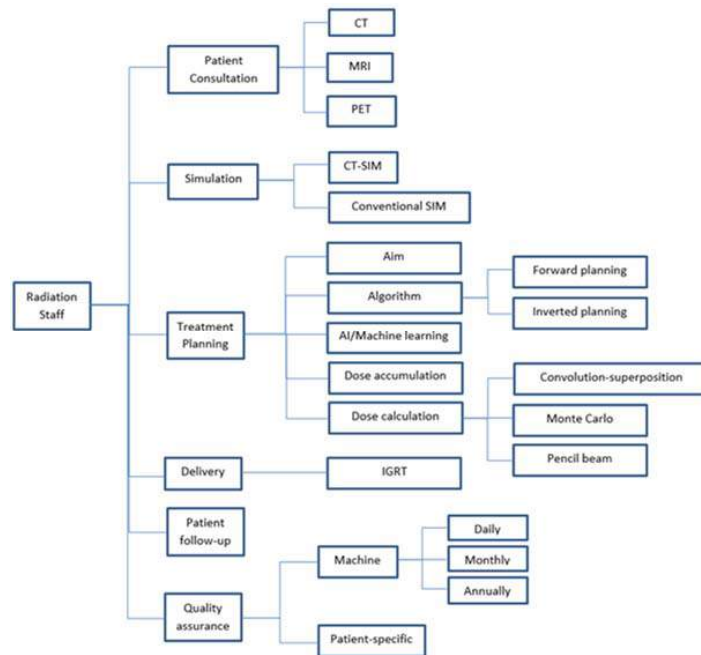 Radiation
Staff
Patient
Consultation
CT
MRI
PET
Simulation
CT-SIM
Conventional SIM
Treatment
Planning
Aim
Algorithm
Forward planning
Inverted planning
AI/Machine learning
Dose accumulation
Dose calculation
Convolution-superposition
Monte Carlo
Pencil beam
Delivery
IGRT
Patient
follow-up
Quality
assurance
Machine
Daily
Monthly
Annually
Patient-specific